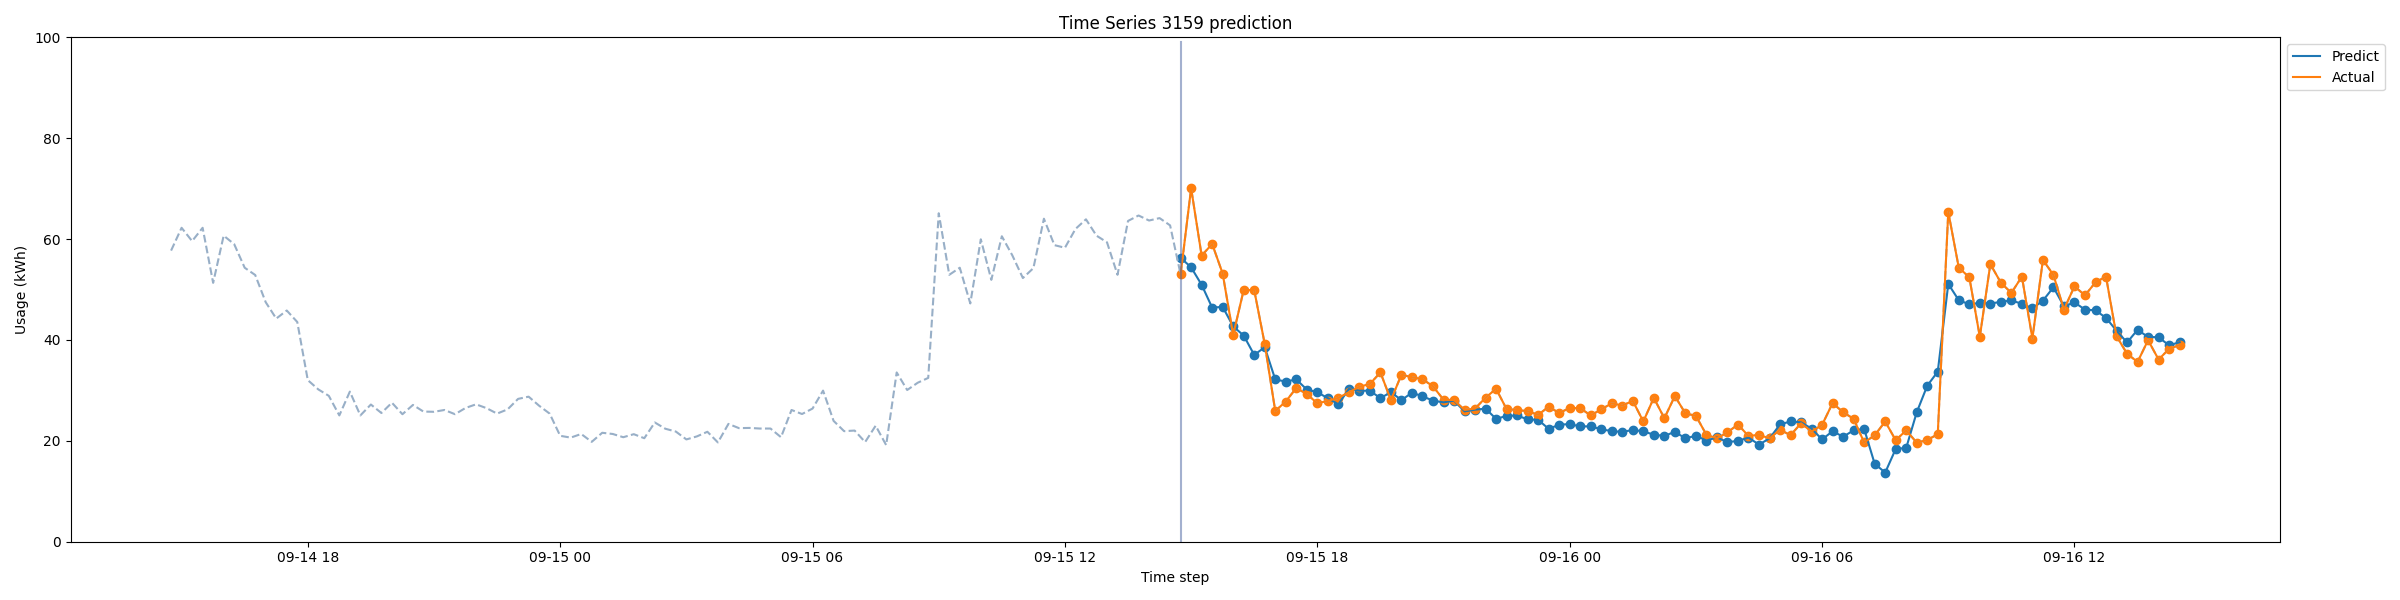 Time Series 3159 prediction
Predict
Actual
Usage (kWh)
100
80
60
40
20
0
09-14 18
09-15 00
09-15 06
09-15 12
09-15 18
09-16 00
09-16 06
09-16 12
Time step